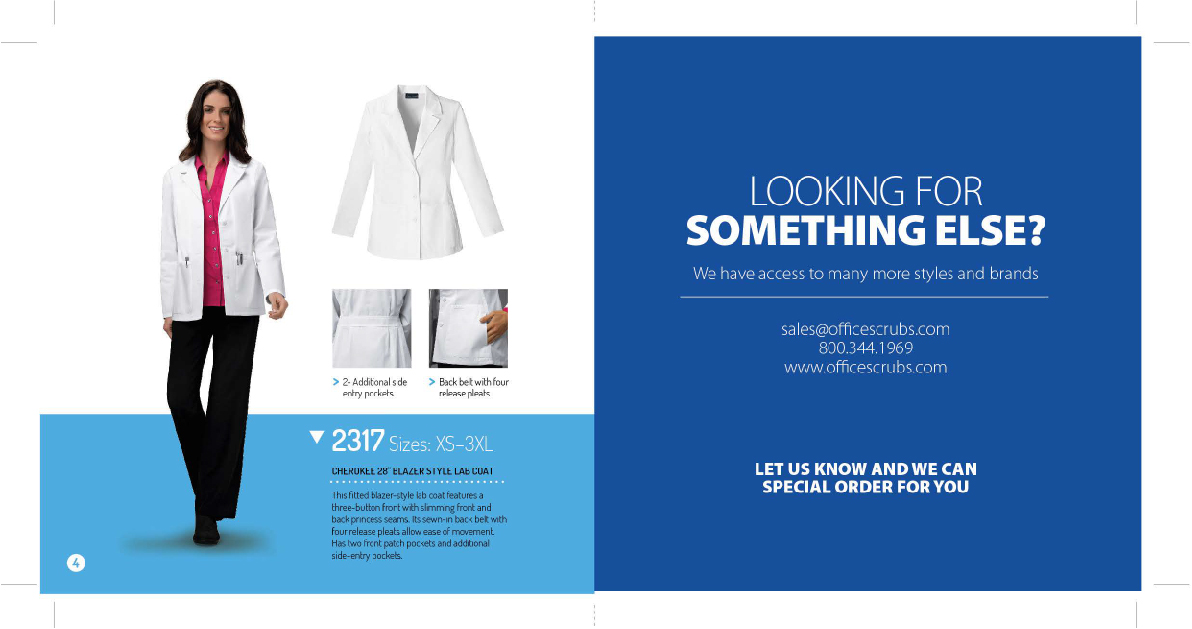 > 2- Additonal side
entry pockets
> Back belt with four
release pleats
2317 Sizes: XS–3XL
CHEROKEE 28" BLAZER STYLE LAB COAT
This fitted blazer-style lab coat features a
three-button front with slimming front and
back princess seams. Its sewn-in back belt with
four release pleats allow ease of movement.
Has two front patch pockets and additional
side-entry pockets.
4
LOOKING FOR
SOMETHING ELSE?
We have access to many more styles and brands
sales@officescrubs.com
800.344.1969
www.officescrubs.com
LET US KNOW AND WE CAN
SPECIAL ORDER FOR YOU